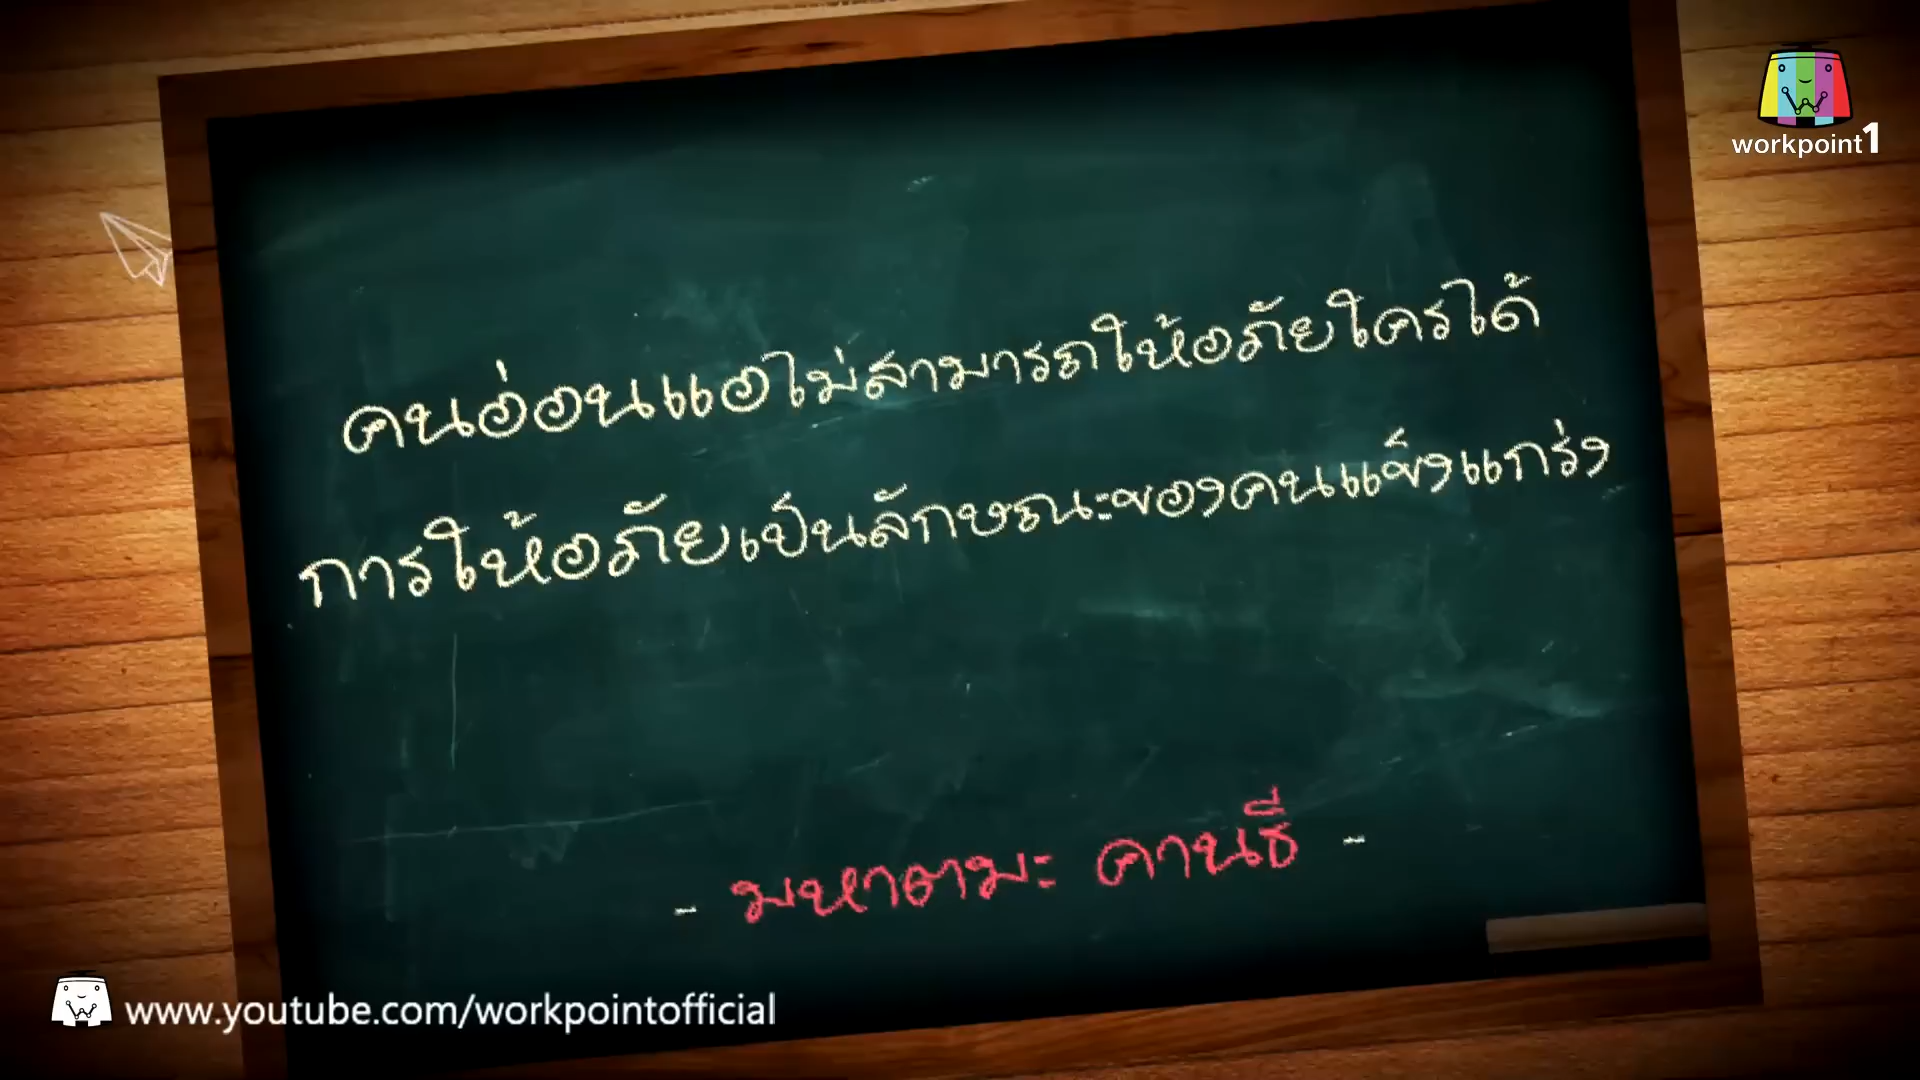 workpoint1
คนอ่อนแอไม่สามารถให้อภัยใครได้
การให้อภัยเป็นลักษณะของคนแข็งแกร่ง
- มหาตามะ คานธี -
www.youtube.com/workpointofficial